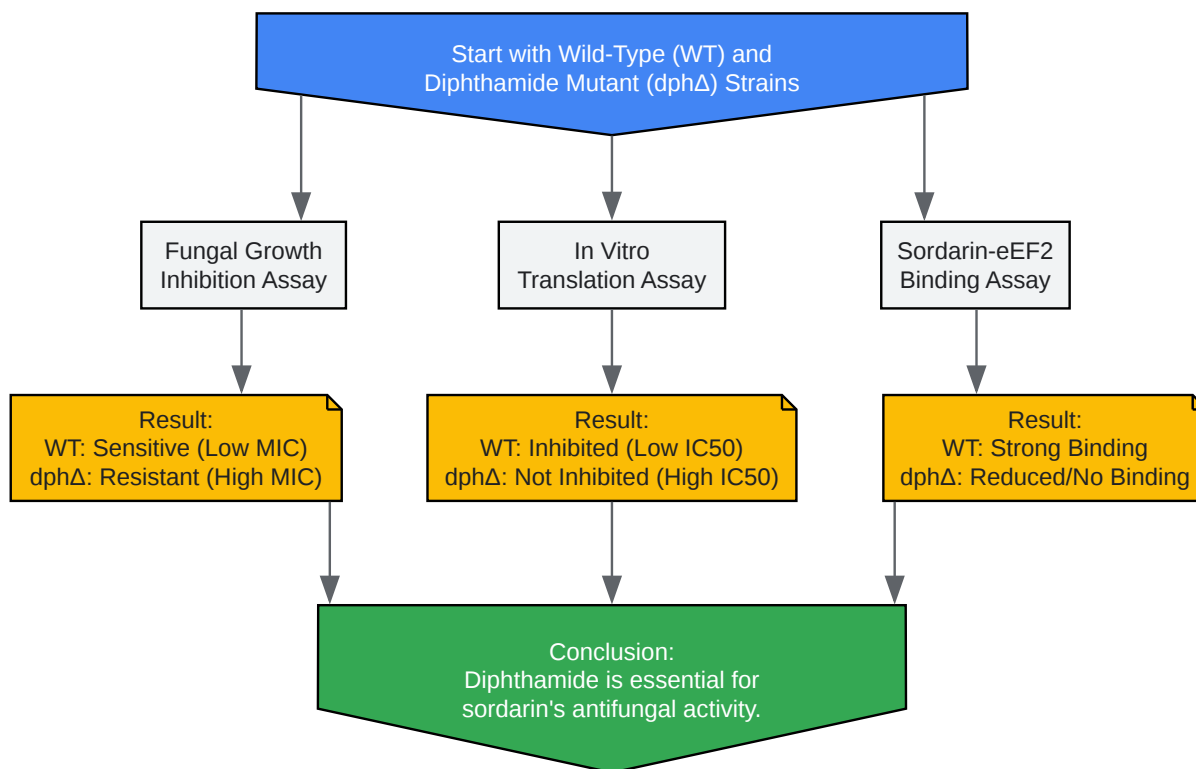 Start with Wild-Type (WT) and
Diphthamide Mutant (dphΔ) Strains
Fungal Growth
Inhibition Assay
In Vitro
Translation Assay
Sordarin-eEF2
Binding Assay
Result:
WT: Sensitive (Low MIC)
dphΔ: Resistant (High MIC)
Result:
WT: Inhibited (Low IC50)
dphΔ: Not Inhibited (High IC50)
Result:
WT: Strong Binding
dphΔ: Reduced/No Binding
Conclusion:
Diphthamide is essential for
sordarin's antifungal activity.